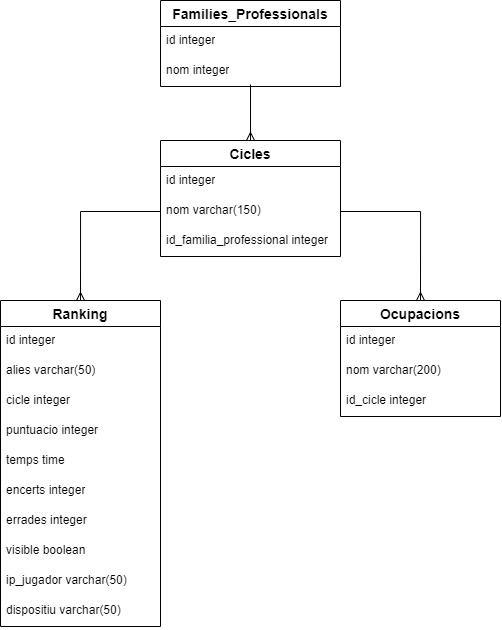 Families_Professionals
id integer
nom integer
Cicles
id integer
nom varchar(150)
id_familia_professional integer
Ranking
id integer
alies varchar(50)
cicle integer
puntuacio integer
temps time
encerts integer
errades integer
visible boolean
ip_jugador varchar(50)
dispositiu varchar(50)
Ocupacions
id integer
nom varchar(200)
id_cicle integer